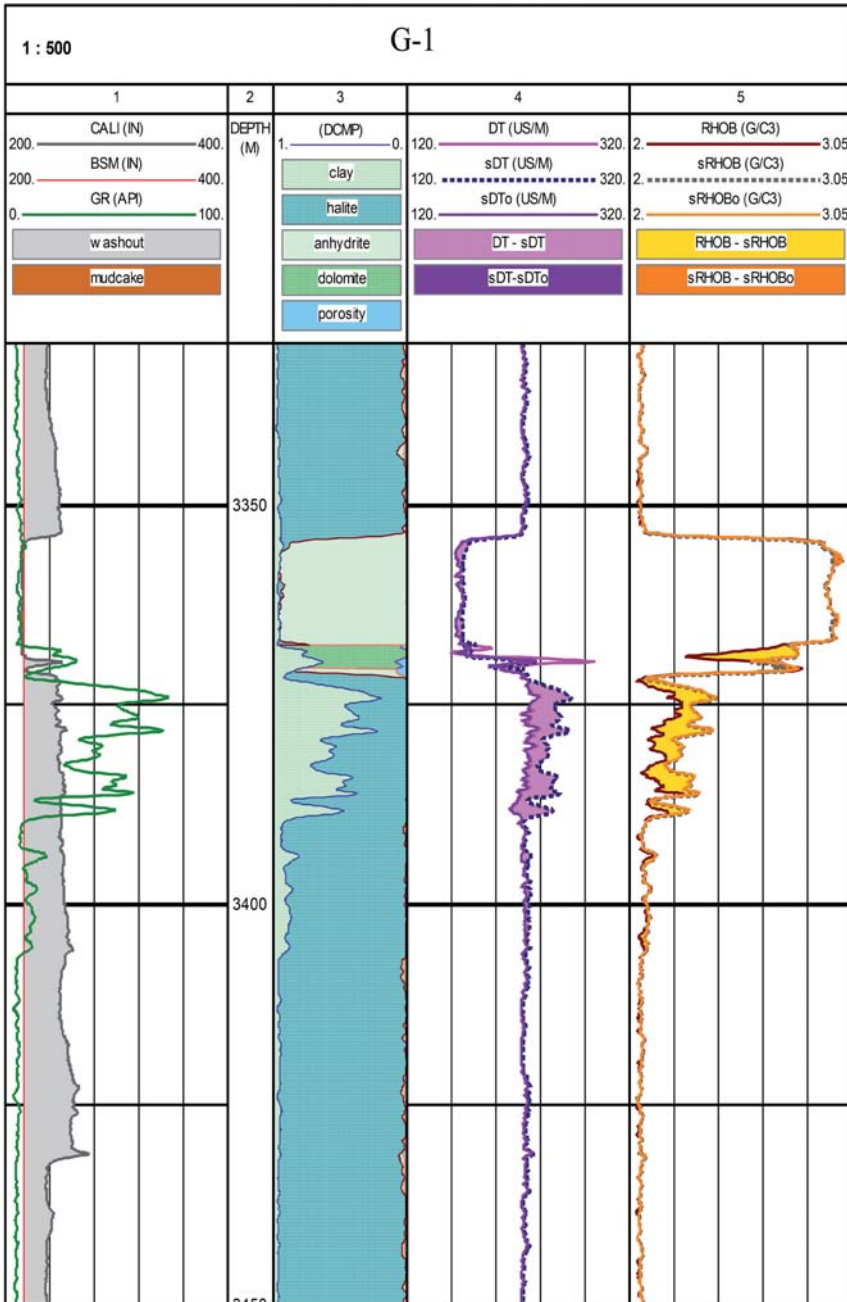 G-1
1 : 500
1 2 3 4 5
CALI (IN)
200. 400.
BSM (IN)
200. 400.
GR (API)
0. 100.
washout
mudcake
DEPTH
(M)
(DCMP)
1. 0.
clay
halite
anhydrite
dolomite
porosity
DT (US/M)
120. 320.
sDT (US/M)
120. 320.
sDTo (US/M)
120. 320.
DT - sDT
sDT-sDTo
RHOB (G/C3)
2. 3.05
sRHOB (G/C3)
2. 3.05
sRHOBo (G/C3)
2. 3.05
RHOB - sRHOB
sRHOB - sRHOBo
3350
3400
3450